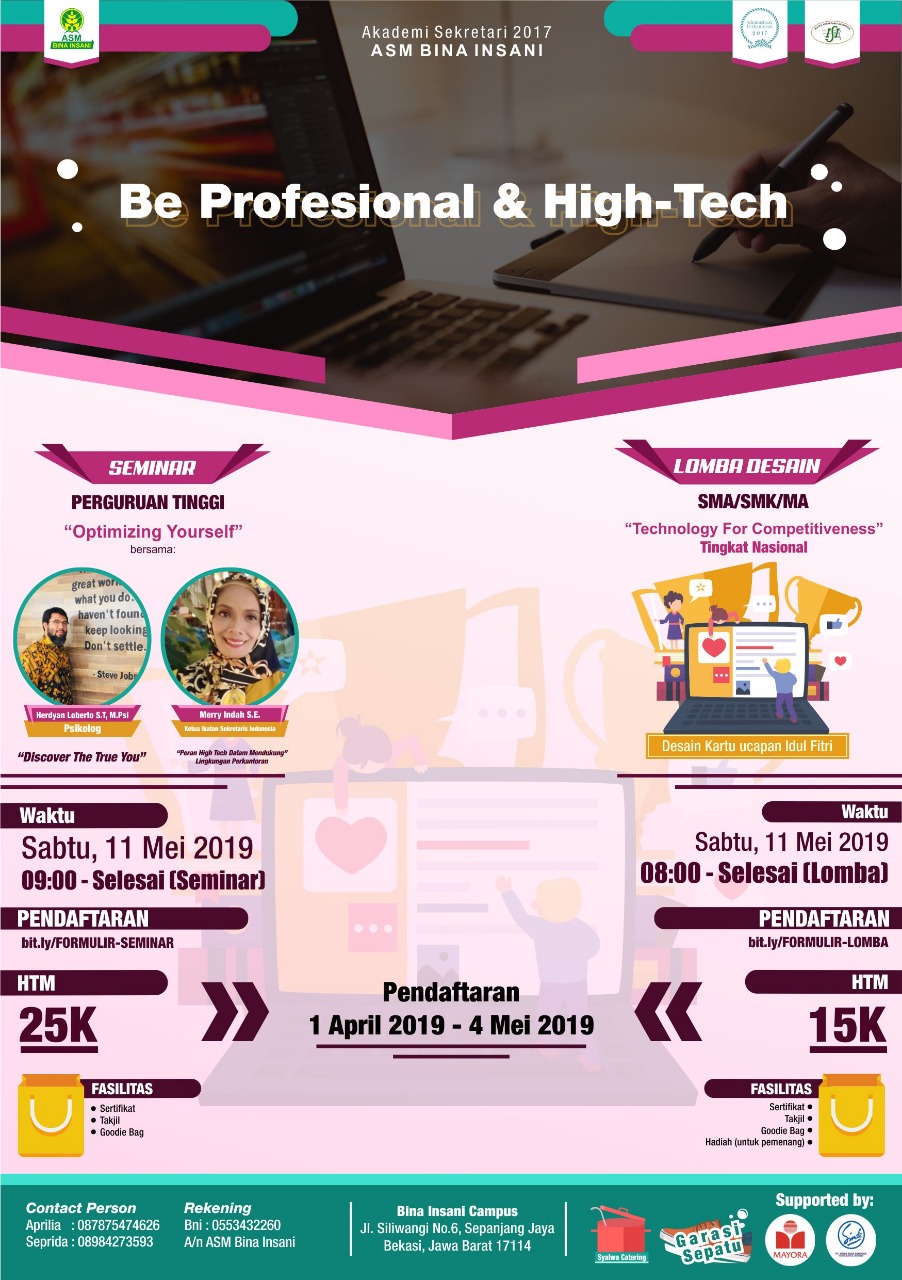 ASM
BINA INSANI
Akademi Sekretari 2017
ASM BINA INSANI
2017
Be Profesional & High-Tech
SEMINAR
PERGURUAN TINGGI
“Optimizing Yourself”
bersama:
great work
what you do.
haven't found
keep looking
Don't settle.
- Steve Jobs
Herdyan Loberto S.T, M.Psi
Psikolog
“Discover The True You”
Merry Indah S.E.
Ketua Ikatan Sekretaris Indonesia
“Peran High Tech Dalam Mendukung”
Lingkungan Perkantoran
LOMBA DESAIN
SMA/SMK/MA
“Technology For Competitiveness”
Tingkat Nasional
Desain Kartu ucapan Idul Fitri
Waktu
Sabtu, 11 Mei 2019
09:00 - Selesai (Seminar)
PENDAFTARAN
bit.ly/FORMULIR-SEMINAR
HTM
25K
FASILITAS
Sertifikat
Takjil
Goodie Bag
Pendaftaran
1 April 2019 - 4 Mei 2019
Waktu
Sabtu, 11 Mei 2019
08:00 - Selesai (Lomba)
PENDAFTARAN
bit.ly/FORMULIR-LOMBA
HTM
15K
FASILITAS
Sertifikat
Takjil
Goodie Bag
Hadiah (untuk pemenang)
Contact Person
Aprilia : 087875474626
Seprida : 08984273593
Rekening
Bni : 0553432260
A/n ASM Bina Insani
Bina Insani Campus
Jl. Siliwangi No.6, Sepanjang Jaya
Bekasi, Jawa Barat 17114
Syalwa Catering
Garasi
Sepatu
Supported by:
MAYORA